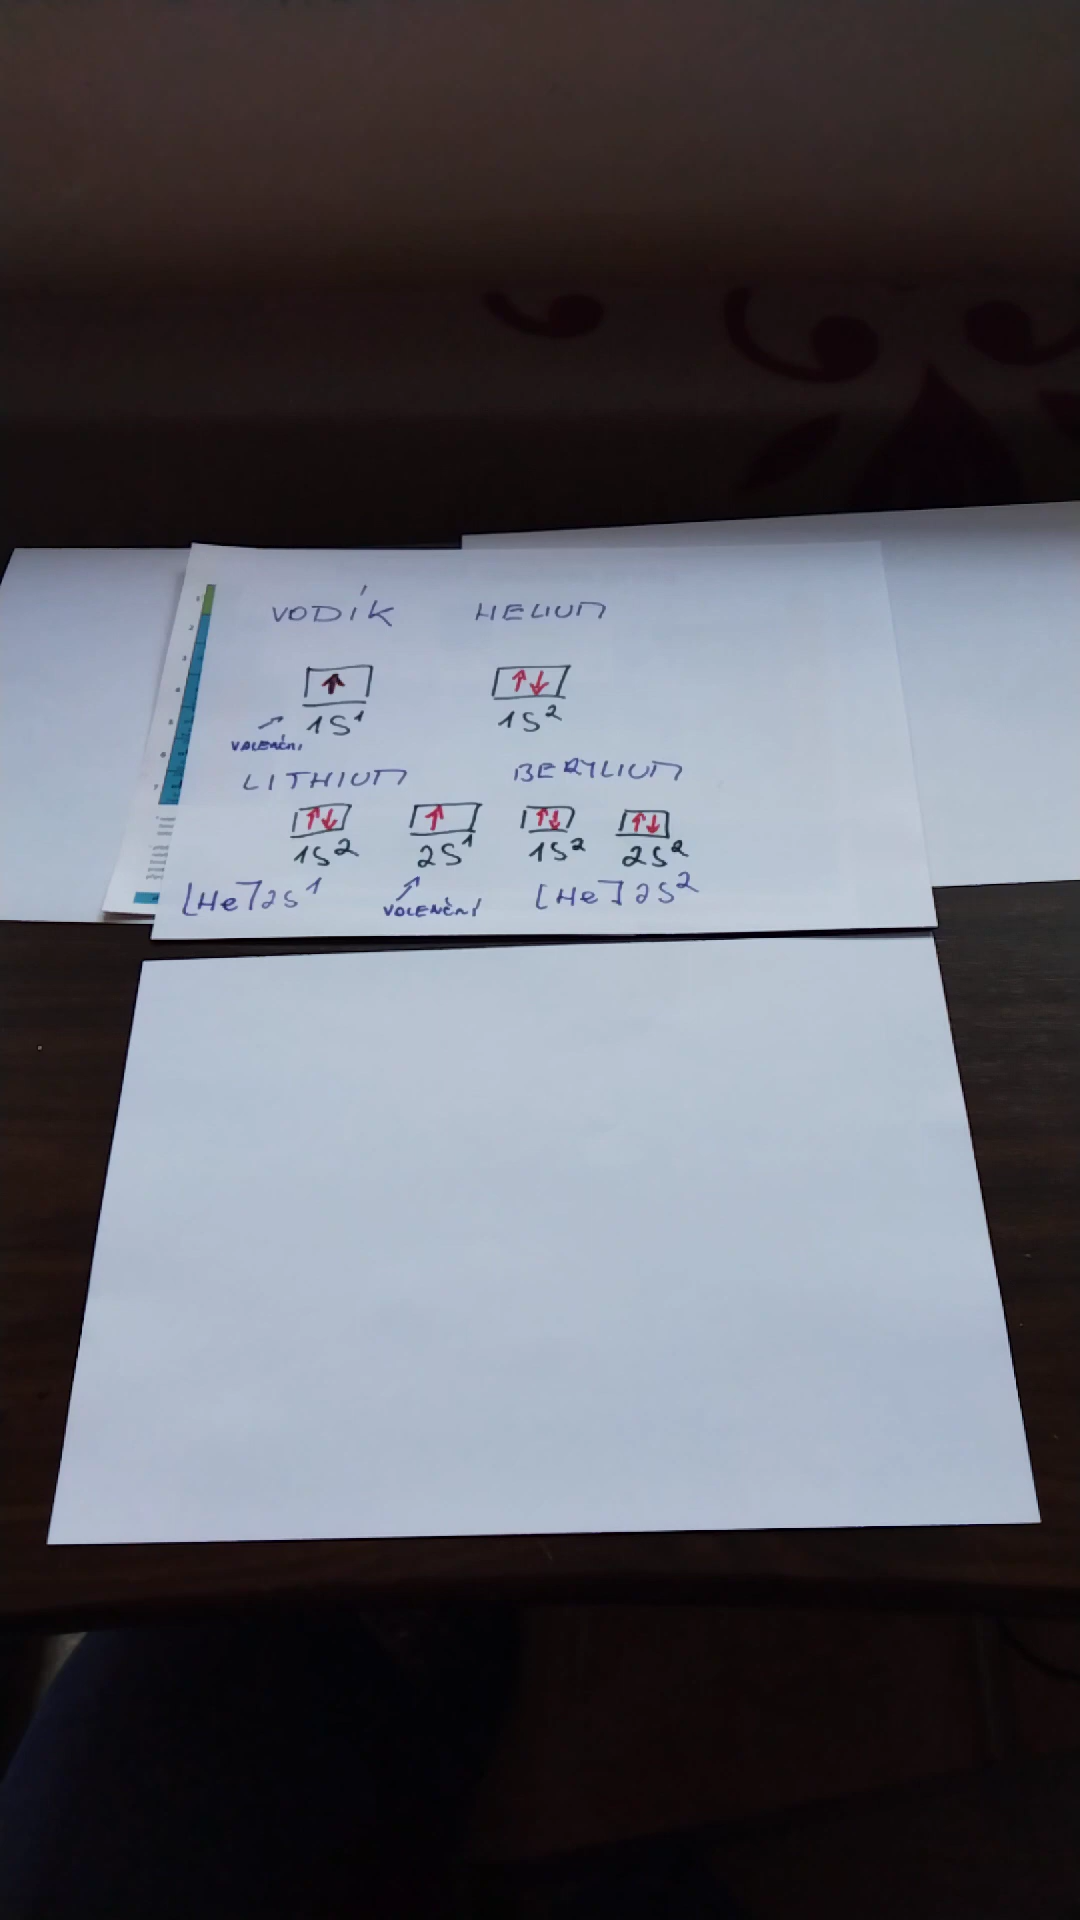 VODÍK HELIUM
↑ ↑↓
1S¹ 1S²
VALENČNÍ
LITHIUM BERYLIUM
↑↓ ↑ ↑↓ ↑↓
1S² 2S¹ 1S² 2S²
[He]2S¹ VALENČNÍ [He]2S²